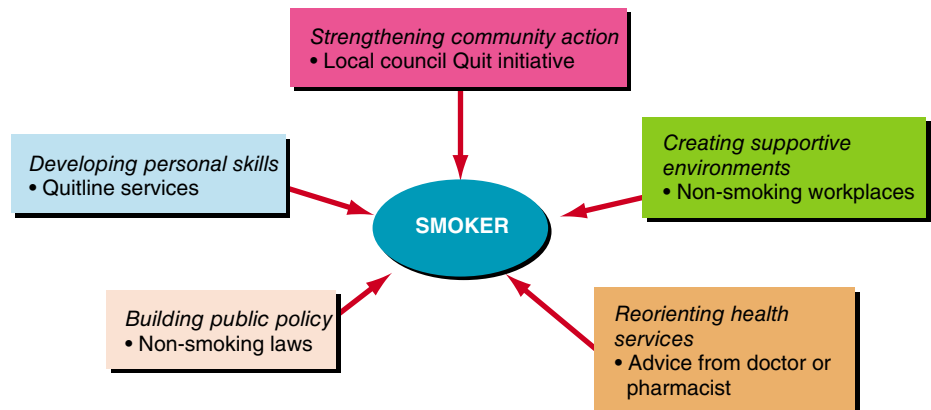 Strengthening community action
• Local council Quit initiative
Developing personal skills
• Quitline services
Creating supportive
environments
• Non-smoking workplaces
SMOKER
Building public policy
• Non-smoking laws
Reorienting health
services
• Advice from doctor or
pharmacist